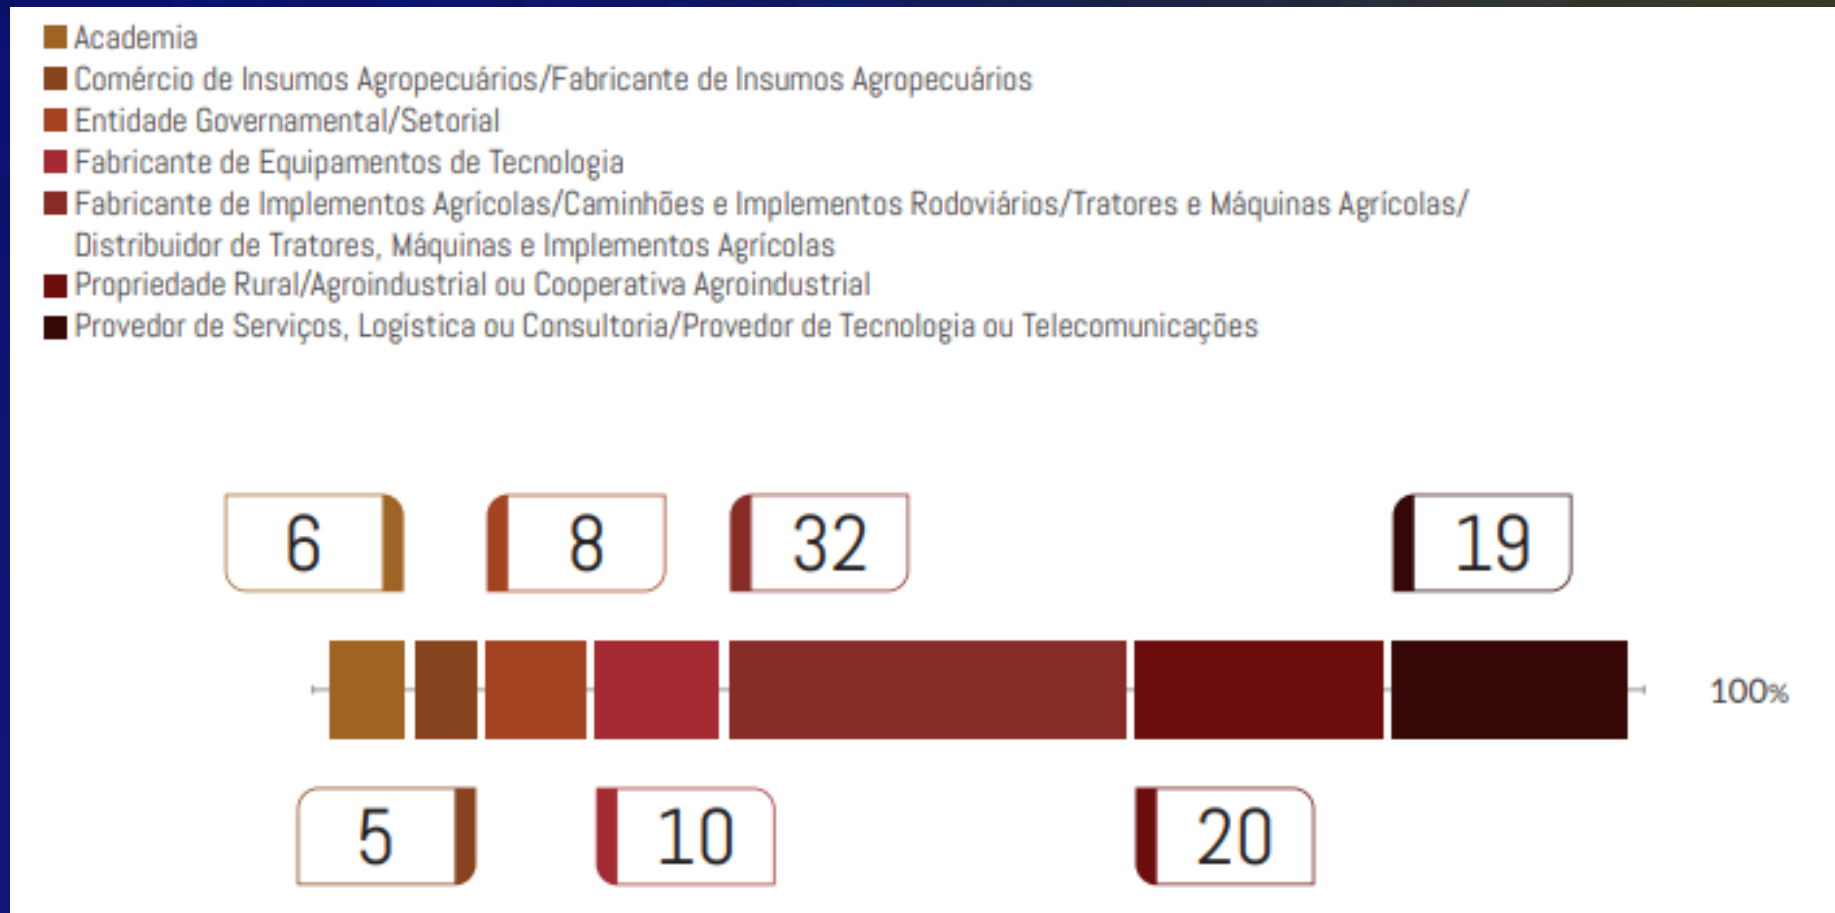 Academia
Comércio de Insumos Agropecuários/Fabricante de Insumos Agropecuários
Entidade Governamental/Setorial
Fabricante de Equipamentos de Tecnologia
Fabricante de Implementos Agrícolas/Caminhões e Implementos Rodoviários/Tratores e Máquinas Agrícolas/
Distribuidor de Tratores, Máquinas e Implementos Agrícolas
Propriedade Rural/Agroindustrial ou Cooperativa Agroindustrial
Provedor de Serviços, Logística ou Consultoria/Provedor de Tecnologia ou Telecomunicações
6 8 32 19
100%
5 10 20